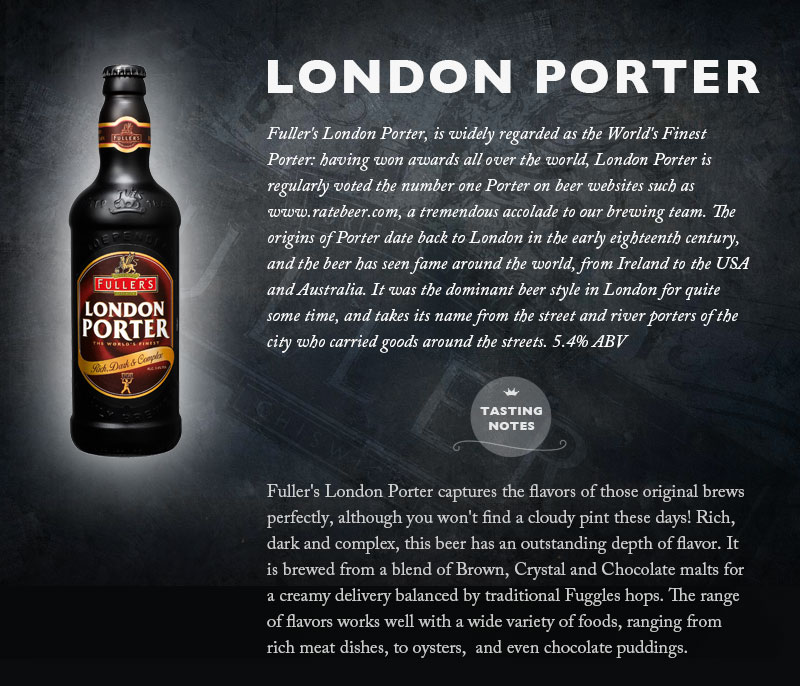 LONDON PORTER
Fuller's London Porter, is widely regarded as the World's Finest
Porter: having won awards all over the world, London Porter is
regularly voted the number one Porter on beer websites such as
www.ratebeer.com, a tremendous accolade to our brewing team. The
origins of Porter date back to London in the early eighteenth century,
and the beer has seen fame around the world, from Ireland to the USA
and Australia. It was the dominant beer style in London for quite
some time, and takes its name from the street and river porters of the
city who carried goods around the streets. 5.4% ABV
FULLER'S
FULLER'S
LONDON
PORTER
THE WORLD'S FINEST
Rich, Dark & Complex
TASTING
NOTES
Fuller's London Porter captures the flavors of those original brews
perfectly, although you won't find a cloudy pint these days! Rich,
dark and complex, this beer has an outstanding depth of flavor. It
is brewed from a blend of Brown, Crystal and Chocolate malts for
a creamy delivery balanced by traditional Fuggles hops. The range
of flavors works well with a wide variety of foods, ranging from
rich meat dishes, to oysters,  and even chocolate puddings.